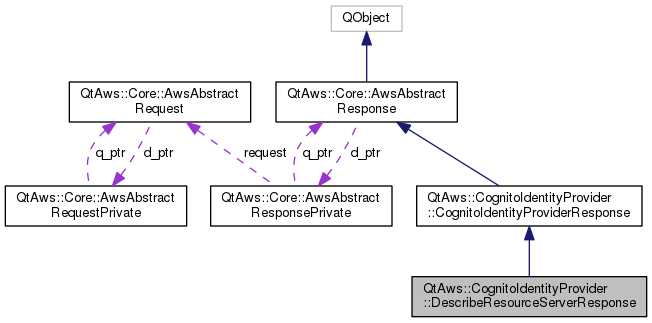 QObject
QtAws::Core::AwsAbstract
Request
QtAws::Core::AwsAbstract
Response
q_ptr
d_ptr
request
q_ptr
d_ptr
QtAws::Core::AwsAbstract
RequestPrivate
QtAws::Core::AwsAbstract
ResponsePrivate
QtAws::CognitoIdentityProvider
::CognitoIdentityProviderResponse
QtAws::CognitoIdentityProvider
::DescribeResourceServerResponse